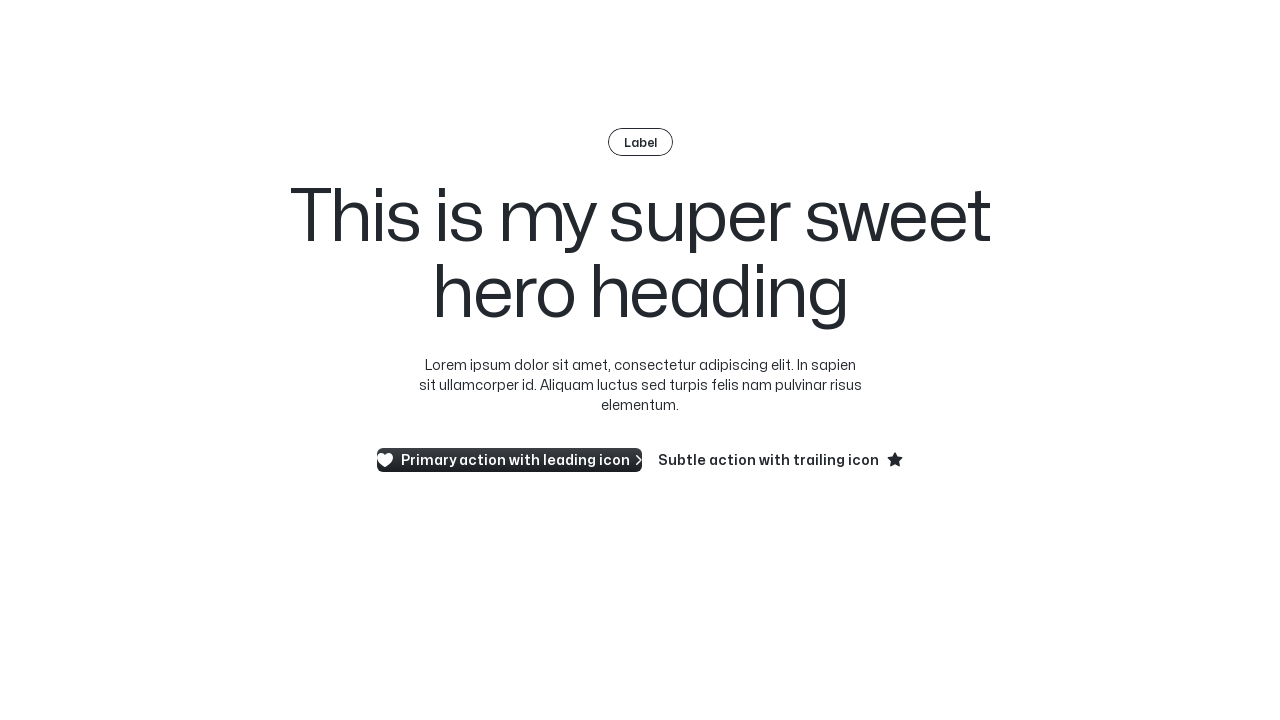 Label
This is my super sweet
hero heading
Lorem ipsum dolor sit amet, consectetur adipiscing elit. In sapien
sit ullamcorper id. Aliquam luctus sed turpis felis nam pulvinar risus
elementum.
Primary action with leading icon
Subtle action with trailing icon